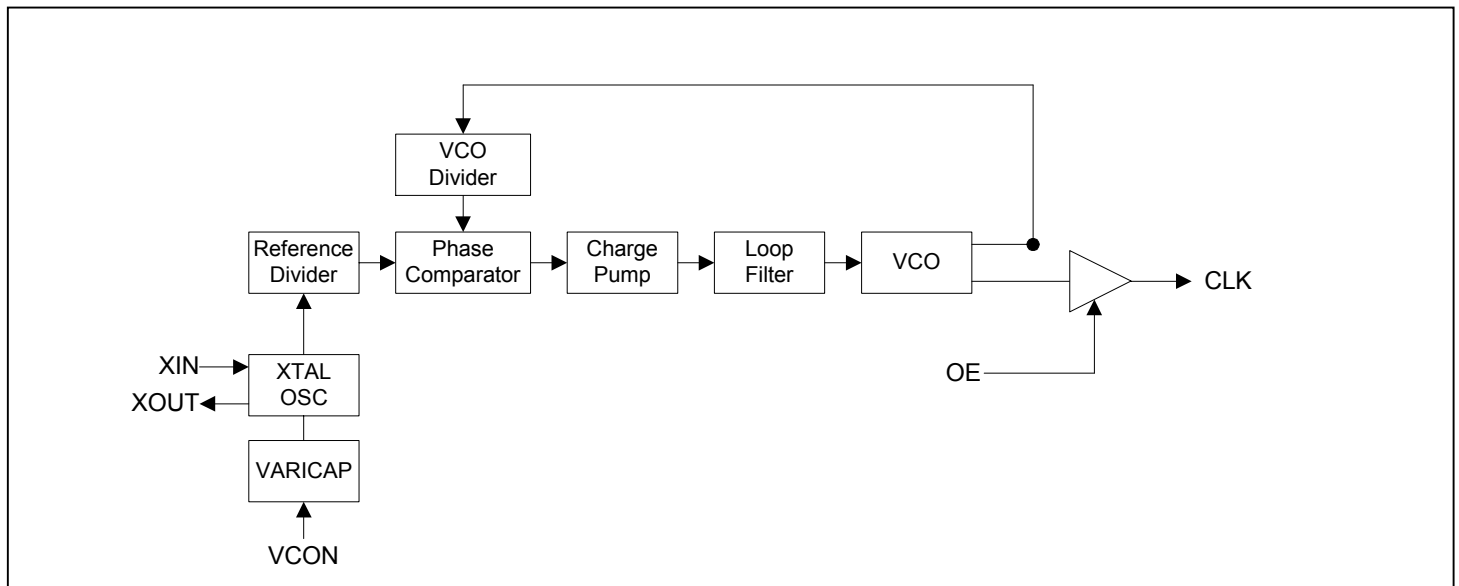 VCO
Divider
Reference
Divider
Phase
Comparator
Charge
Pump
Loop
Filter
VCO
CLK
XIN
XOUT
XTAL
OSC
OE
VARICAP
VCON